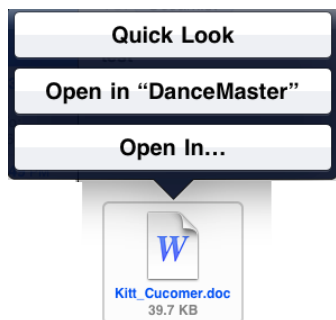 Quick Look
Open in “DanceMaster”
Open In...
W
Kitt_Cucomer.doc
39.7 KB